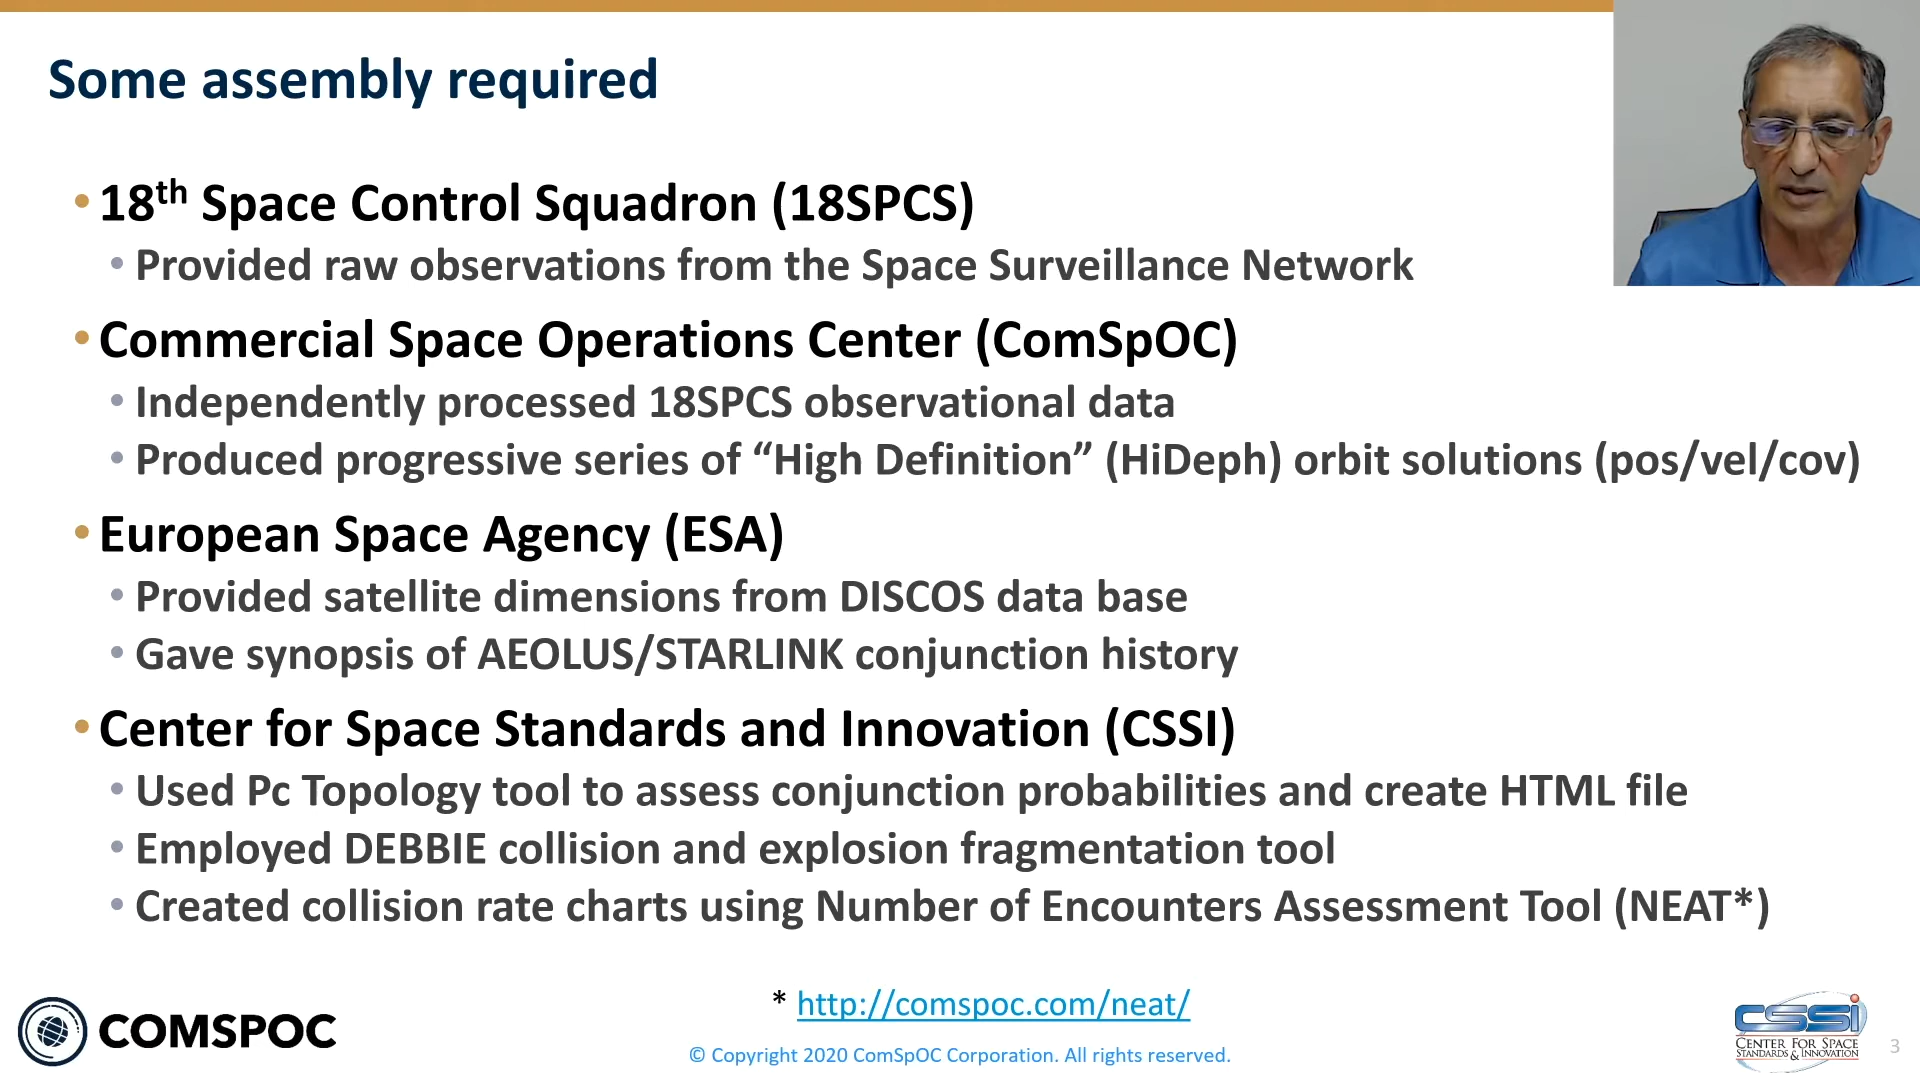 Some assembly required
• 18th Space Control Squadron (18SPCS)
• Provided raw observations from the Space Surveillance Network
• Commercial Space Operations Center (ComSpOC)
• Independently processed 18SPCS observational data
• Produced progressive series of “High Definition” (HiDeph) orbit solutions (pos/vel/cov)
• European Space Agency (ESA)
• Provided satellite dimensions from DISCOS data base
• Gave synopsis of AEOLUS/STARLINK conjunction history
• Center for Space Standards and Innovation (CSSI)
• Used Pc Topology tool to assess conjunction probabilities and create HTML file
• Employed DEBBIE collision and explosion fragmentation tool
• Created collision rate charts using Number of Encounters Assessment Tool (NEAT*)
* http://comspoc.com/neat/
COMSPOC
© Copyright 2020 ComSpOC Corporation. All rights reserved.
CSSI
CENTER FOR SPACE
STANDARDS & INNOVATION
3